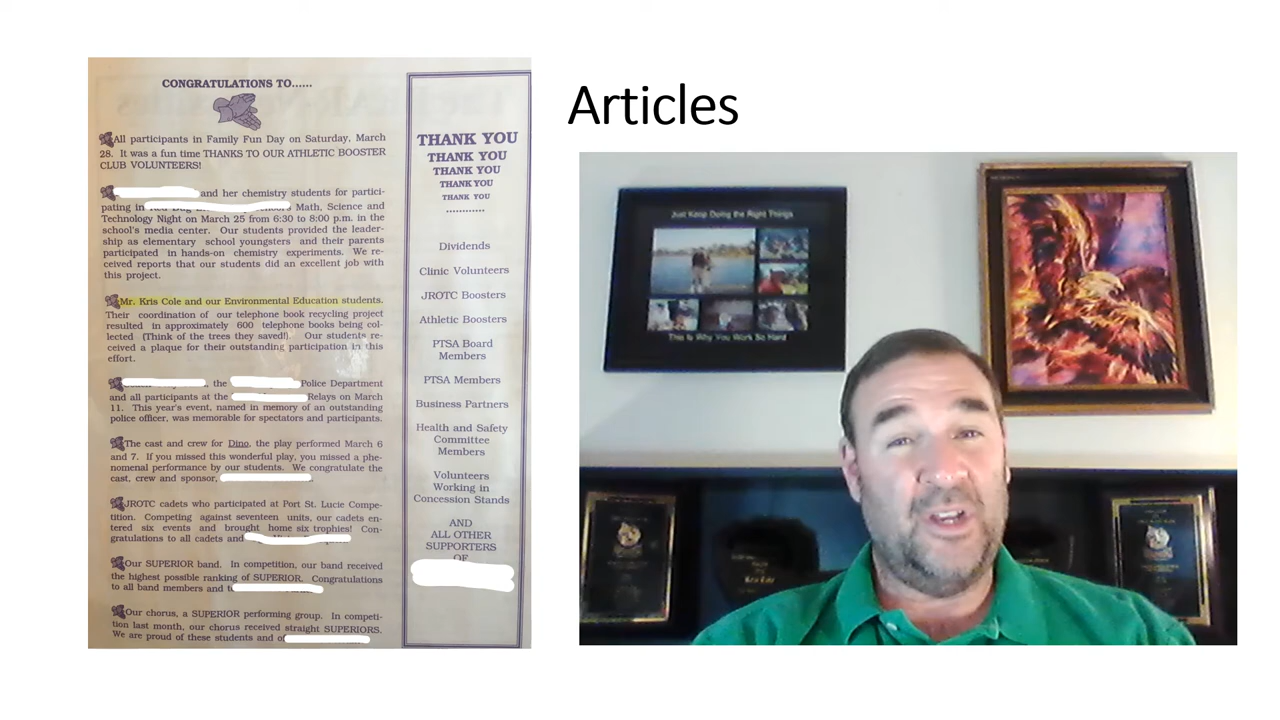 CONGRATULATIONS TO......
All participants in Family Fun Day on Saturday, March
28. It was a fun time THANKS TO OUR ATHLETIC BOOSTER
CLUB VOLUNTEERS!
and her chemistry students for partici-
pating in Math, Science and
Technology Night on March 25 from 6:30 to 8:00 p.m. in the
school's media center. Our students provided the leader-
ship as elementary school youngsters and their parents
participated in hands-on chemistry experiments. We re-
ceived reports that our students did an excellent job with
this project.
Mr. Kris Cole and our Environmental Education students.
Their coordination of our telephone book recycling project
resulted in approximately 600 telephone books being col-
lected (Think of the trees they saved!). Our students re-
ceived a plaque for their outstanding participation in this
effort.
the Police Department
and all participants at the Relays on March
11. This year's event, named in memory of an outstanding
police officer, was memorable for spectators and participants.
The cast and crew for Dino, the play performed March 6
and 7. If you missed this wonderful play, you missed a phe-
nomenal performance by our students. We congratulate the
cast, crew and sponsor,
JROTC cadets who participated at Port St. Lucie Compe-
tition. Competing against seventeen units, our cadets en-
tered six events and brought home six trophies! Con-
gratulations to all cadets and
Our SUPERIOR band. In competition, our band received
the highest possible ranking of SUPERIOR. Congratulations
to all band members and
Our chorus, a SUPERIOR performing group. In competi-
tion last month, our chorus received straight SUPERIORS.
We are proud of these students and of
THANK YOU
THANK YOU
THANK YOU
THANK YOU
THANK YOU
............
Dividends
Clinic Volunteers
JROTC Boosters
Athletic Boosters
PTSA Board
Members
PTSA Members
Business Partners
Health and Safety
Committee
Members
Volunteers
Working in
Concession Stands
AND
ALL OTHER
SUPPORTERS
OF
Articles
Just Keep Doing the Right Things
This Is Why You Work So Hard